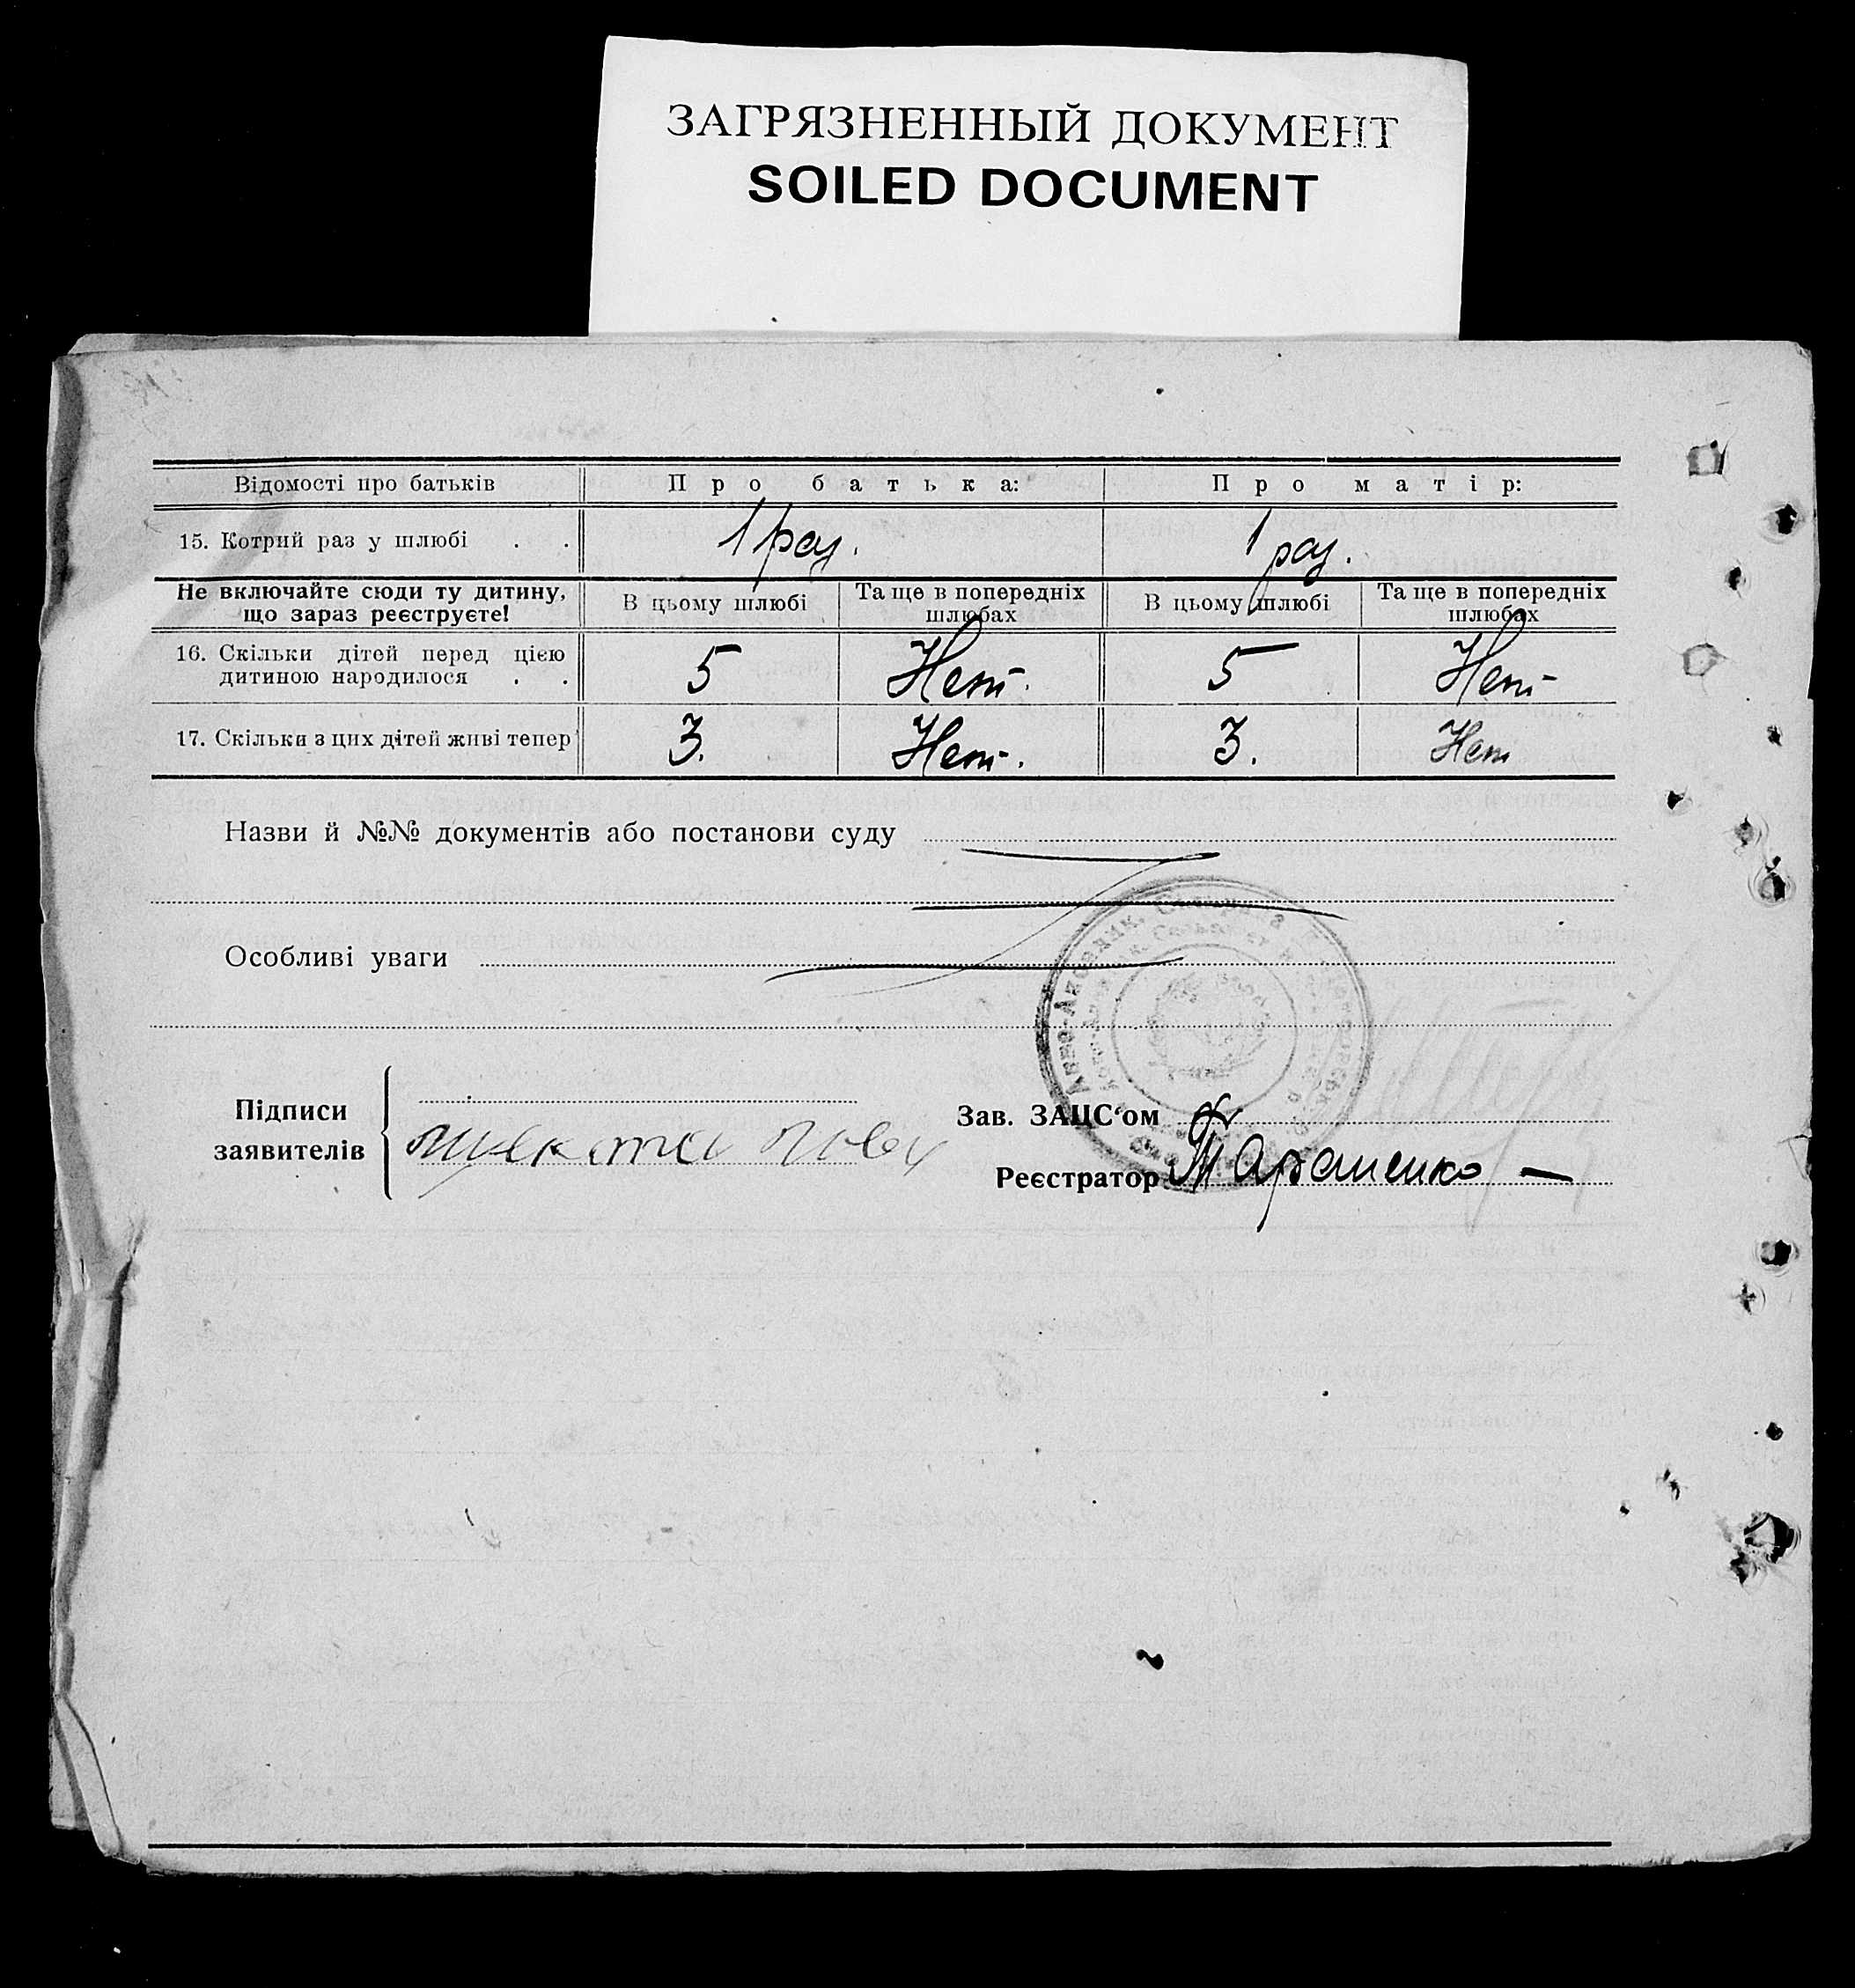 ЗАГРЯЗНЕННЫЙ ДОКУМЕНТ
SOILED DOCUMENT
Відомості про батьків Про батька: Про матір:
15. Котрий раз у шлюбі . . 1 раз. 1 раз.
Не включайте сюди ту дитину, що зараз реєструєте! В цьому шлюбі Та ще в попередніх шлюбах В цьому шлюбі Та ще в попередніх шлюбах
16. Скільки дітей перед цією
дитиною народилося . . 5 Нет. 5 Нет
17. Скільки з цих дітей живі тепер 3. Нет. 3. Нет
Назви й №№ документів або постанови суду
Особливі уваги
Підписи
заявителів
Зав. ЗАЦС‘ом
Реєстратор